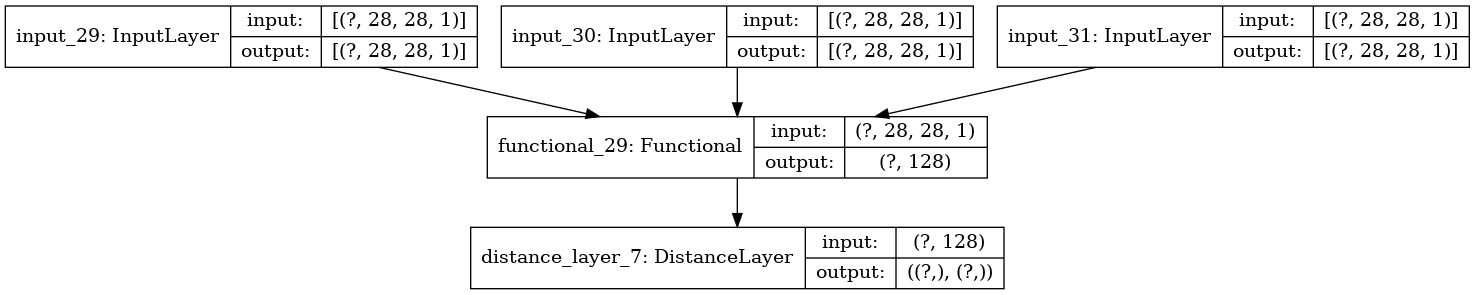 input_29: InputLayer
input: [(?, 28, 28, 1)]
output: [(?, 28, 28, 1)]
input_30: InputLayer
input: [(?, 28, 28, 1)]
output: [(?, 28, 28, 1)]
input_31: InputLayer
input: [(?, 28, 28, 1)]
output: [(?, 28, 28, 1)]
functional_29: Functional
input: (?, 28, 28, 1)
output: (?, 128)
distance_layer_7: DistanceLayer
input: (?, 128)
output: ((?,), (?,))